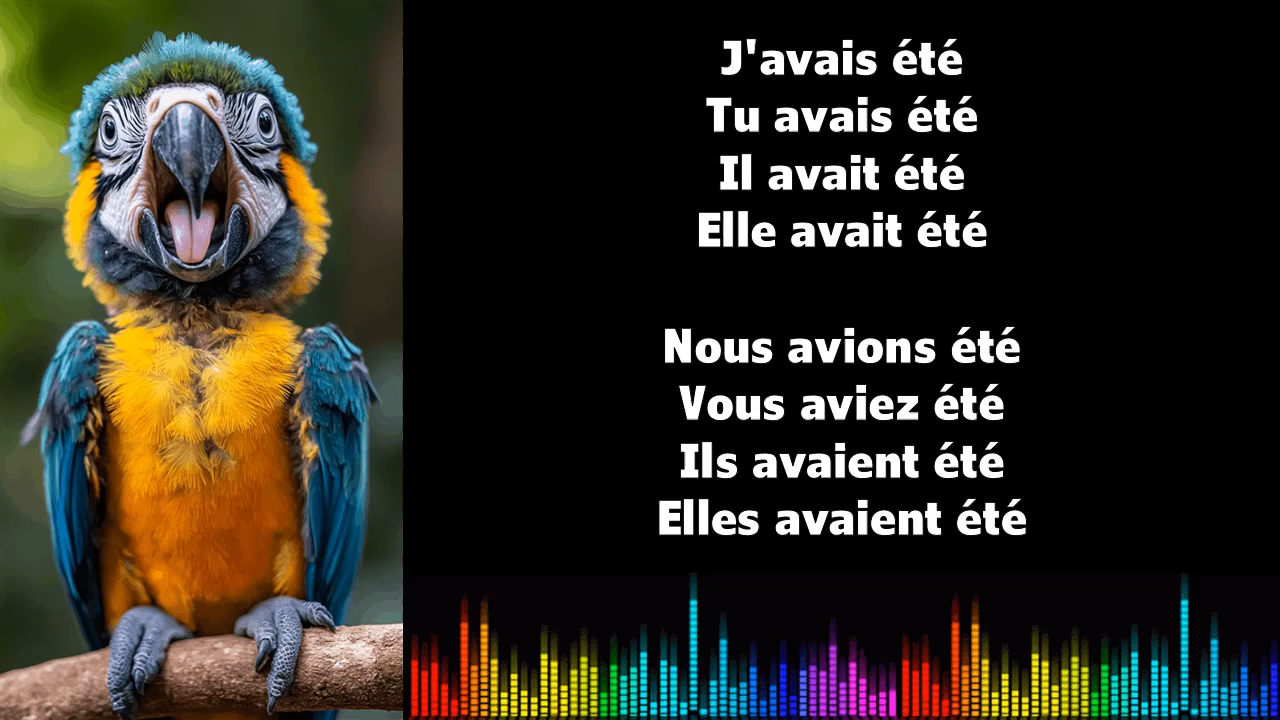 J'avais été
Tu avais été
Il avait été
Elle avait été
Nous avions été
Vous aviez été
Ils avaient été
Elles avaient été